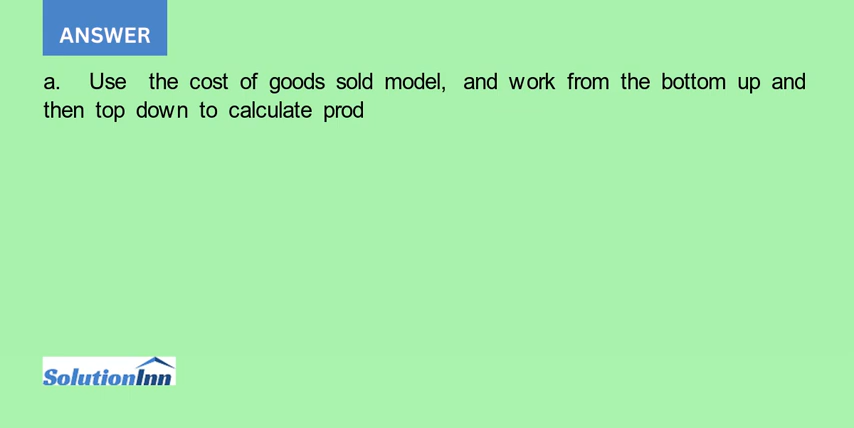 ANSWER
a. Use the cost of goods sold model, and work from the bottom up and
then top down to calculate prod
SolutionInn